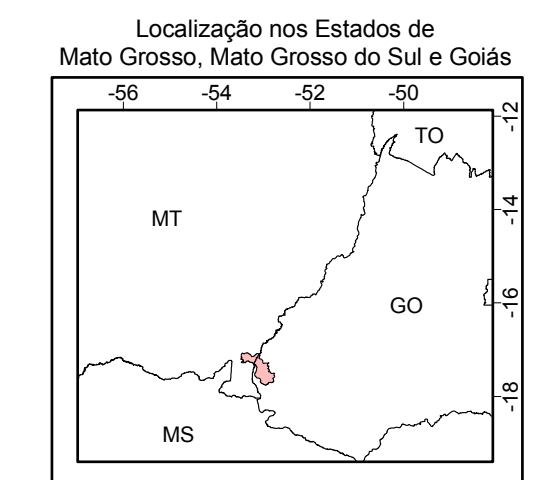 Localização nos Estados de
Mato Grosso, Mato Grosso do Sul e Goiás
-56 -54 -52 -50
-12
TO
-14
MT
-16
GO
-18
MS